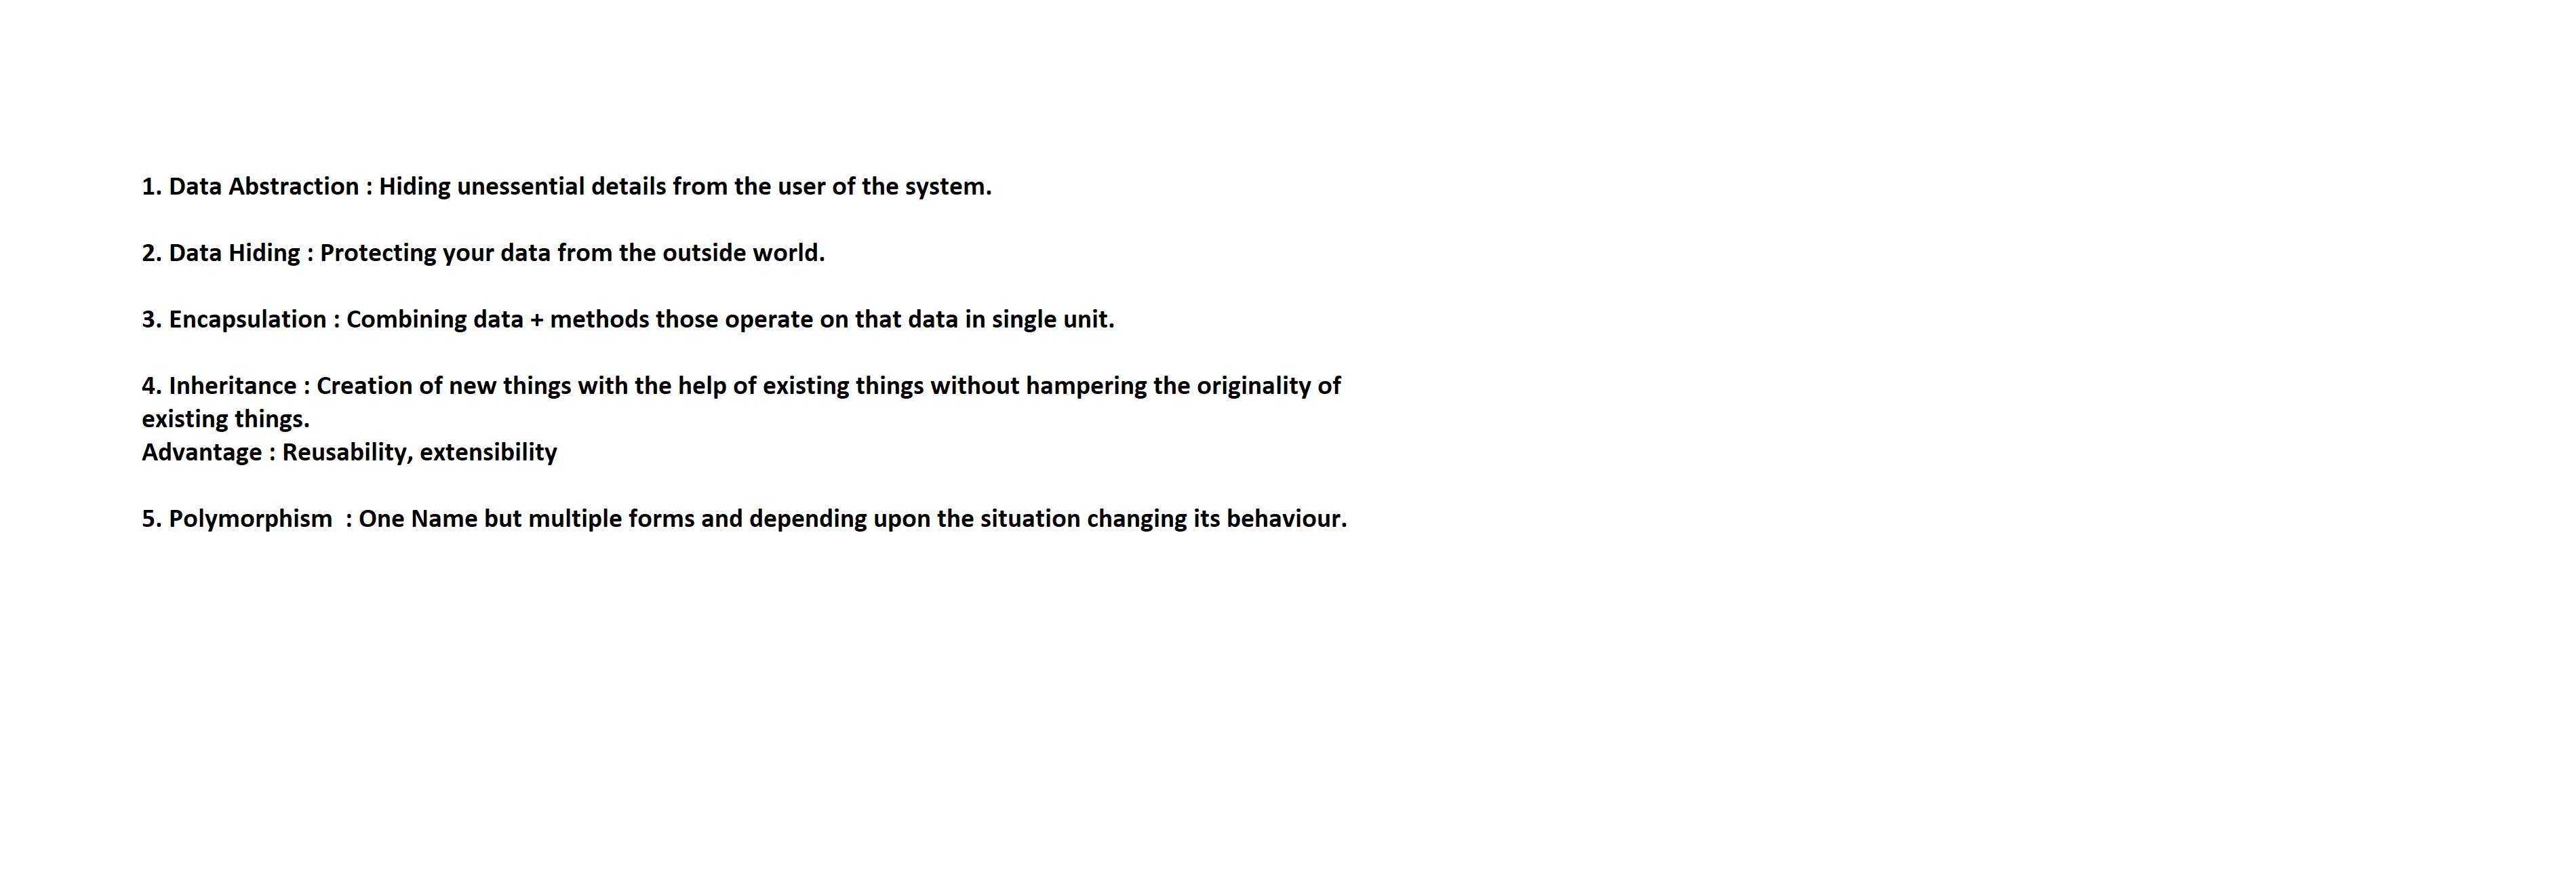 1. Data Abstraction : Hiding unessential details from the user of the system.
2. Data Hiding : Protecting your data from the outside world.
3. Encapsulation : Combining data + methods those operate on that data in single unit.
4. Inheritance : Creation of new things with the help of existing things without hampering the originality of
existing things.
Advantage : Reusability, extensibility
5. Polymorphism  : One Name but multiple forms and depending upon the situation changing its behaviour.